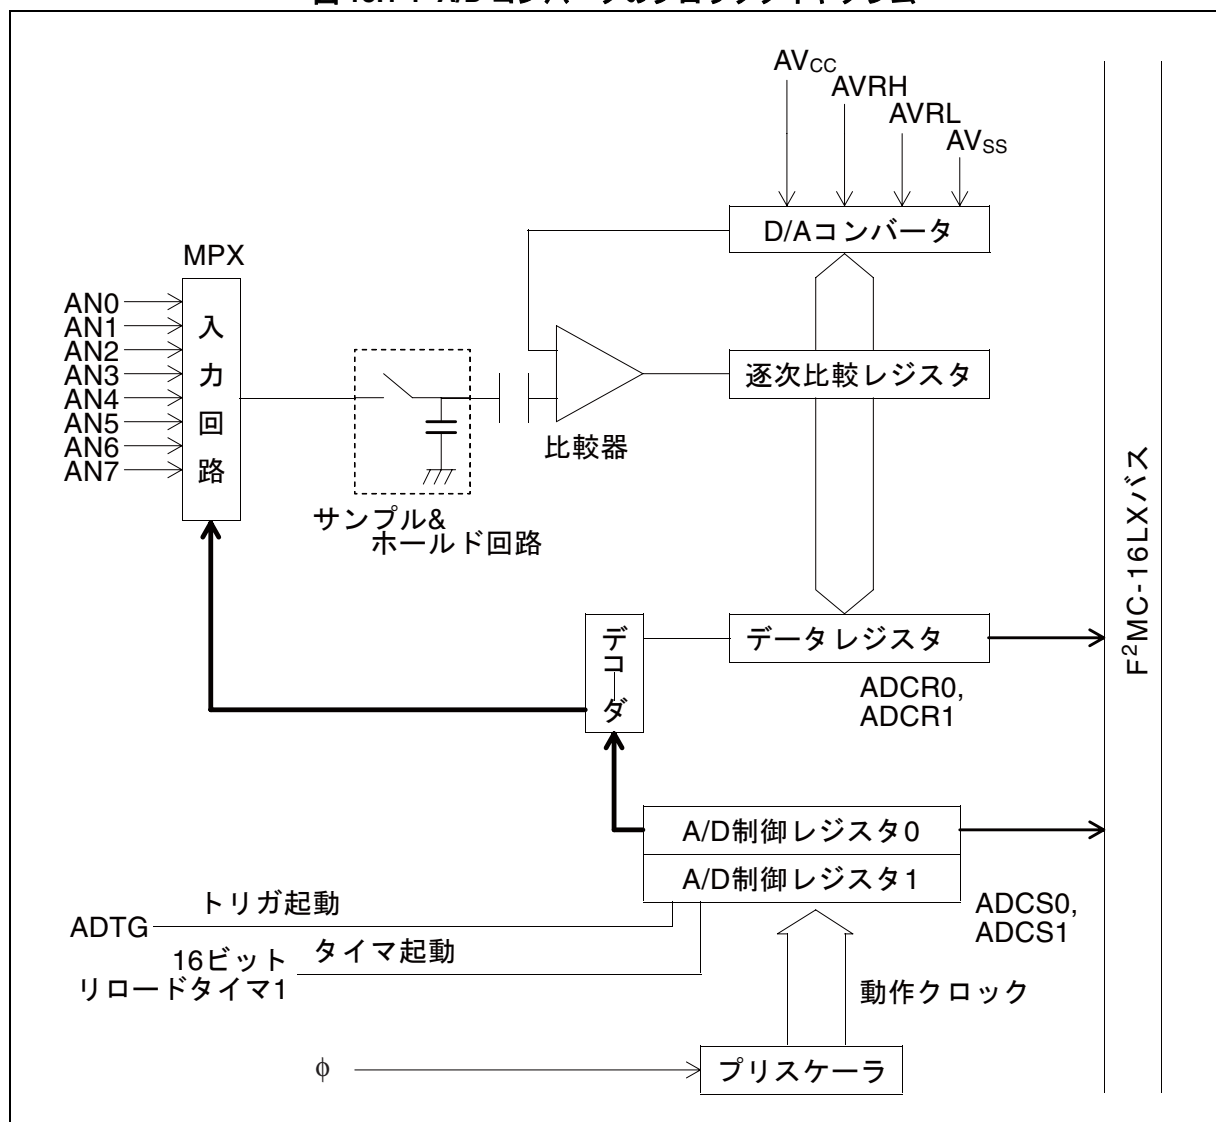 AVCC
AVRH
AVRL
AVSS
D/Aコンバータ
MPX
AN0
AN1
AN2
AN3
AN4
AN5
AN6
AN7
入力回路
逐次比較レジスタ
比較器
サンプル&
ホールド回路
F²MC-16LXバス
デコーダ
データレジスタ
ADCR0,
ADCR1
A/D制御レジスタ0
A/D制御レジスタ1
ADCS0,
ADCS1
トリガ起動
ADTG
タイマ起動
16ビット
リロードタイマ1
動作クロック
φ
プリスケーラ